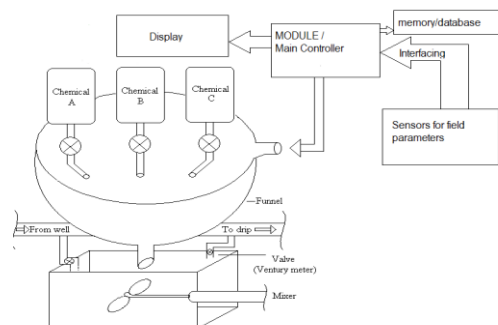 Display
MODULE /
Main Controller
memory/database
Interfacing
Sensors for field
parameters
Chemical
A
Chemical
B
Chemical
C
Funnel
From well
To drip
Valve
(Ventury meter)
Mixer